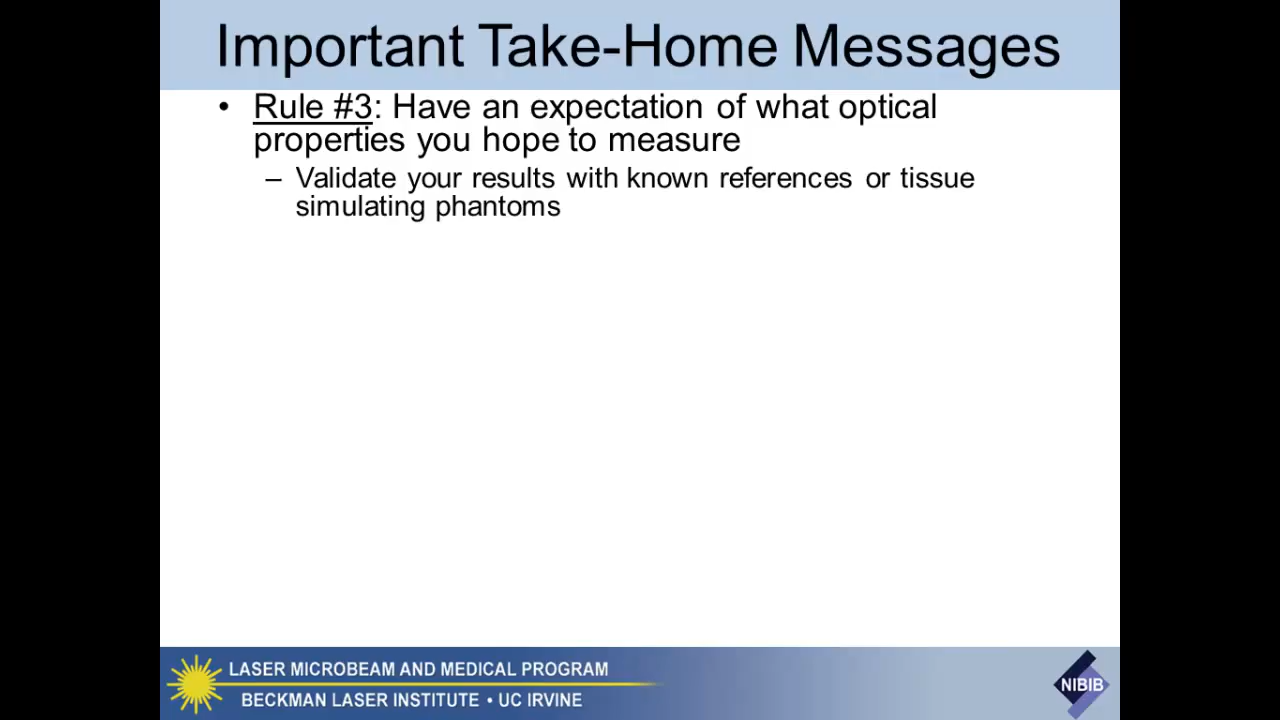 Important Take-Home Messages
• Rule #3: Have an expectation of what optical
properties you hope to measure
– Validate your results with known references or tissue
simulating phantoms
LASER MICROBEAM AND MEDICAL PROGRAM
BECKMAN LASER INSTITUTE • UC IRVINE
NIBIB